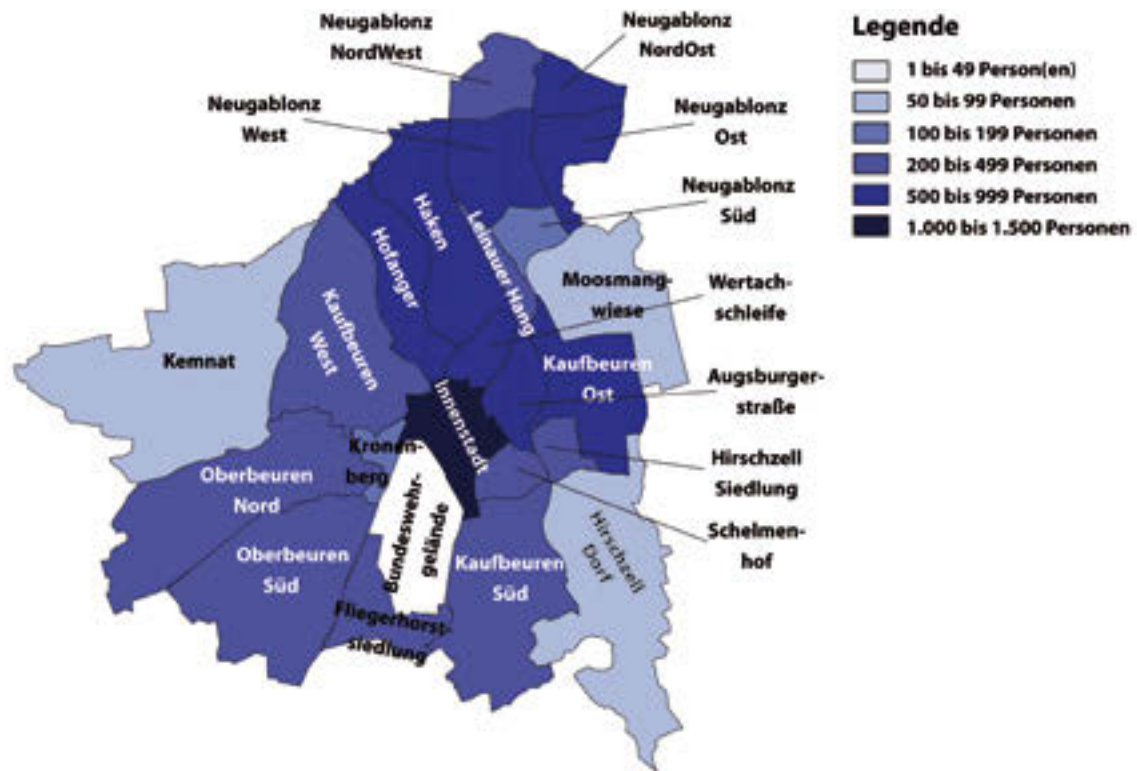 Neugablonz
NordWest
Neugablonz
NordOst
Legende
1 bis 49 Person(en)
50 bis 99 Personen
100 bis 199 Personen
200 bis 499 Personen
500 bis 999 Personen
1.000 bis 1.500 Personen
Neugablonz
West
Neugablonz
Ost
Neugablonz
Süd
Haken
Hofanger
Leinauer Hang
Moosmang-
wiese
Wertach-
schleife
Kaufbeuren
West
Kemnat
Kaufbeuren
Ost
Augsburger-
straße
Innenstadt
Kronen-
berg
Hirschzell
Siedlung
Oberbeuren
Nord
Bundeswehr-
gelände
Schelmen-
hof
Hirschzell
Dorf
Oberbeuren
Süd
Kaufbeuren
Süd
Fliegerhorst-
siedlung